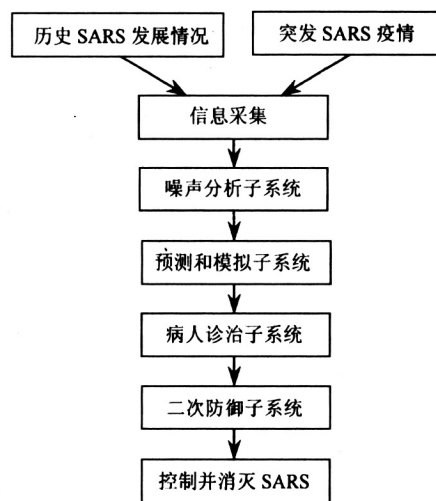 历史 SARS 发展情况
突发 SARS 疫情
信息采集
噪声分析子系统
预测和模拟子系统
病人诊治子系统
二次防御子系统
控制并消灭 SARS